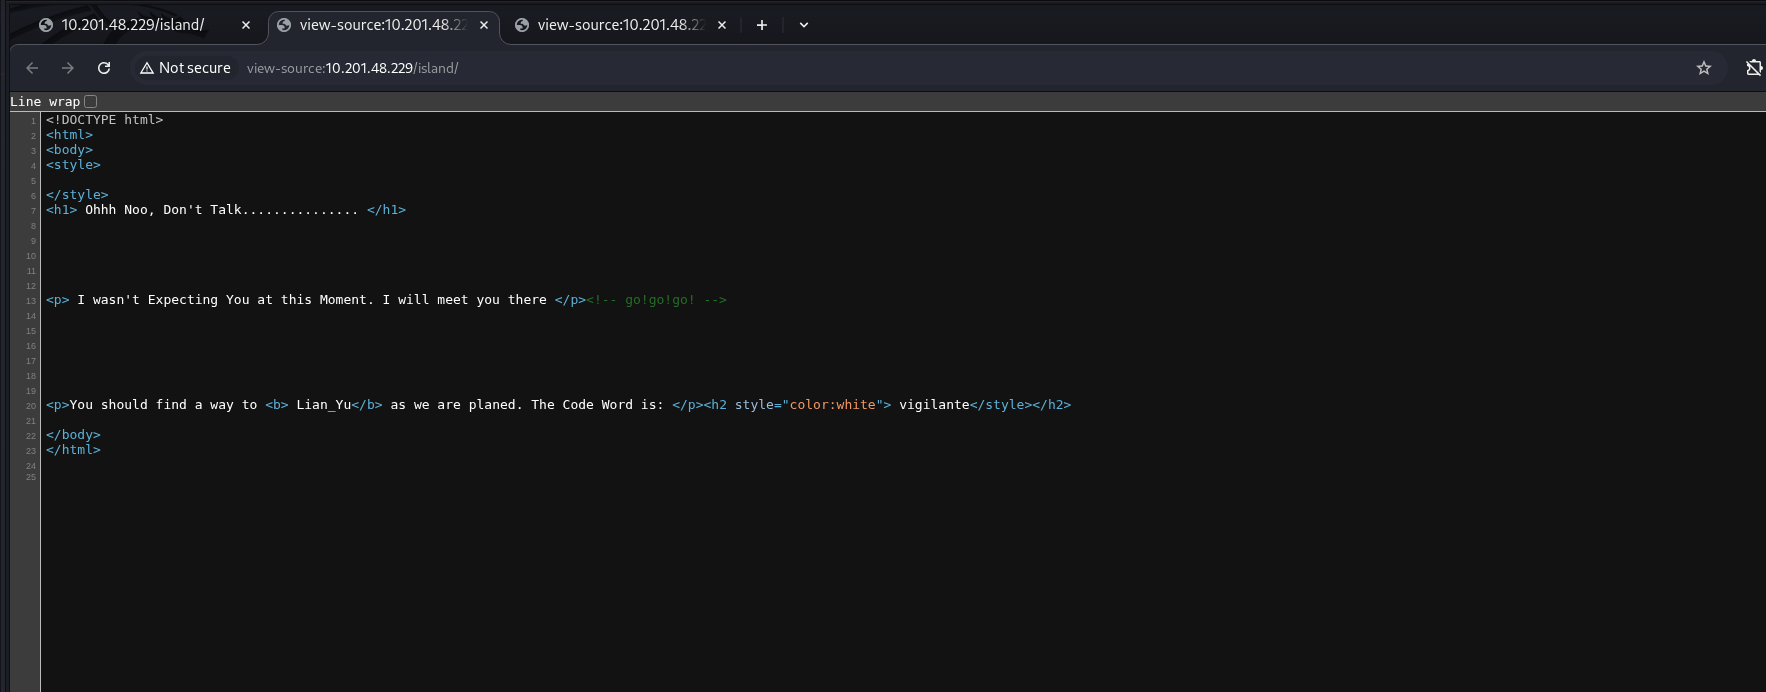 10.201.48.229/island/
view-source:10.201.48.22
view-source:10.201.48.22
Not secure
view-source:10.201.48.229/island/
Line wrap
1 <!DOCTYPE html>
2 <html>
3 <body>
4 <style>
5
6 </style>
7 <h1> Ohhh Noo, Don't Talk............... </h1>
8
9
10
11
12
13 <p> I wasn't Expecting You at this Moment. I will meet you there </p><!-- go!go!go! -->
14
15
16
17
18
19
20 <p>You should find a way to <b> Lian_Yu</b> as we are planed. The Code Word is: </p><h2 style="color:white"> vigilante</style></h2>
21
22 </body>
23 </html>
24
25